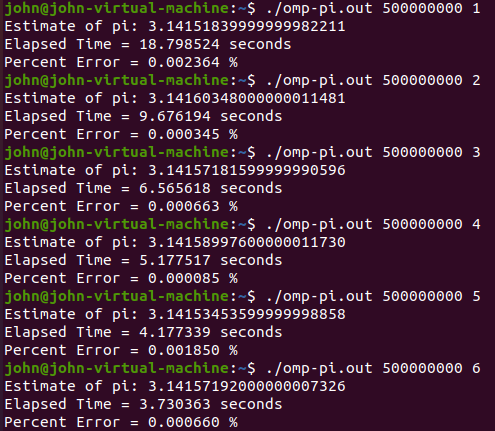 john@john-virtual-machine:~$ ./omp-pi.out 500000000 1
Estimate of pi: 3.14151839999999982211
Elapsed Time = 18.798524 seconds
Percent Error = 0.002364 %
john@john-virtual-machine:~$ ./omp-pi.out 500000000 2
Estimate of pi: 3.14160348000000011481
Elapsed Time = 9.676194 seconds
Percent Error = 0.000345 %
john@john-virtual-machine:~$ ./omp-pi.out 500000000 3
Estimate of pi: 3.14157181599999990596
Elapsed Time = 6.565618 seconds
Percent Error = 0.000663 %
john@john-virtual-machine:~$ ./omp-pi.out 500000000 4
Estimate of pi: 3.14158997600000011730
Elapsed Time = 5.177517 seconds
Percent Error = 0.000085 %
john@john-virtual-machine:~$ ./omp-pi.out 500000000 5
Estimate of pi: 3.14153453599999998858
Elapsed Time = 4.177339 seconds
Percent Error = 0.001850 %
john@john-virtual-machine:~$ ./omp-pi.out 500000000 6
Estimate of pi: 3.14157192000000007326
Elapsed Time = 3.730363 seconds
Percent Error = 0.000660 %